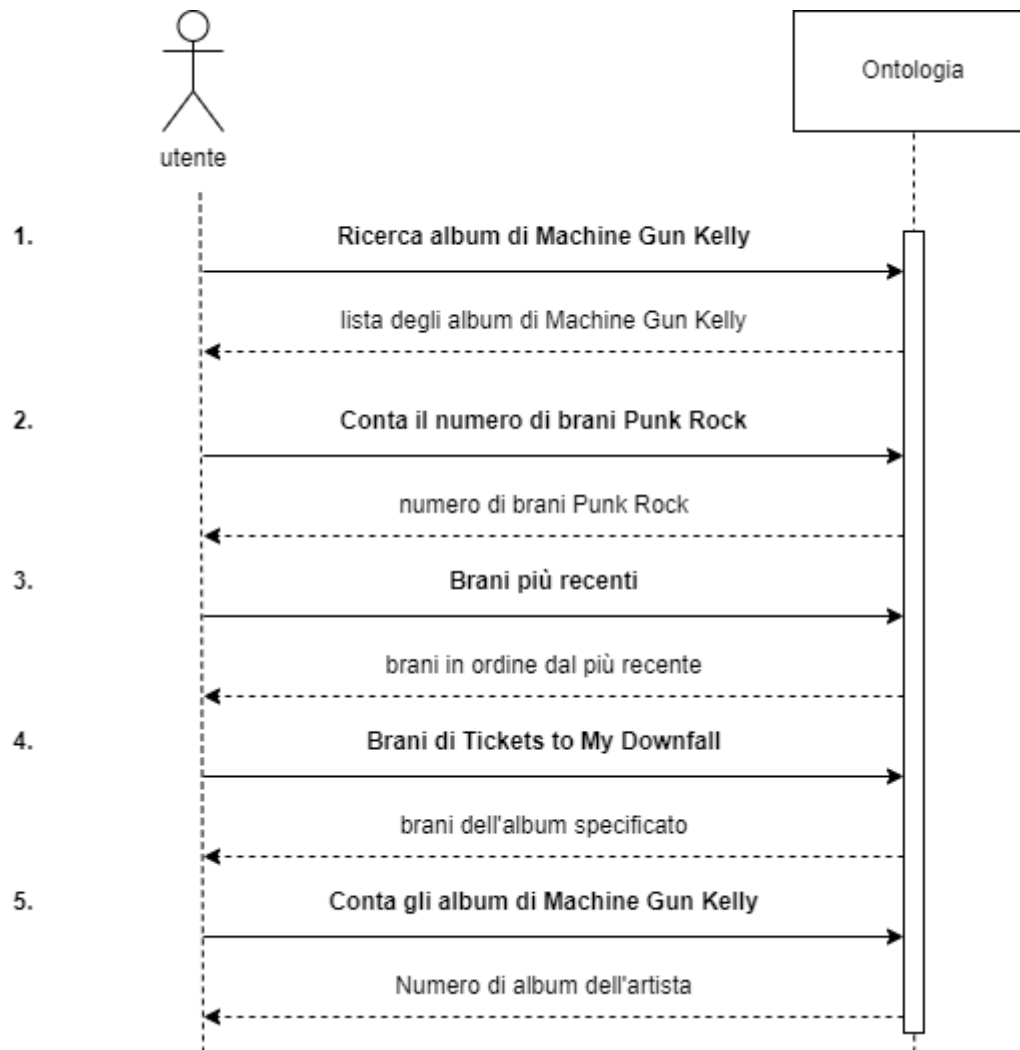 Ontologia
utente
1.
Ricerca album di Machine Gun Kelly
lista degli album di Machine Gun Kelly
2.
Conta il numero di brani Punk Rock
numero di brani Punk Rock
3.
Brani più recenti
brani in ordine dal più recente
4.
Brani di Tickets to My Downfall
brani dell'album specificato
5.
Conta gli album di Machine Gun Kelly
Numero di album dell'artista